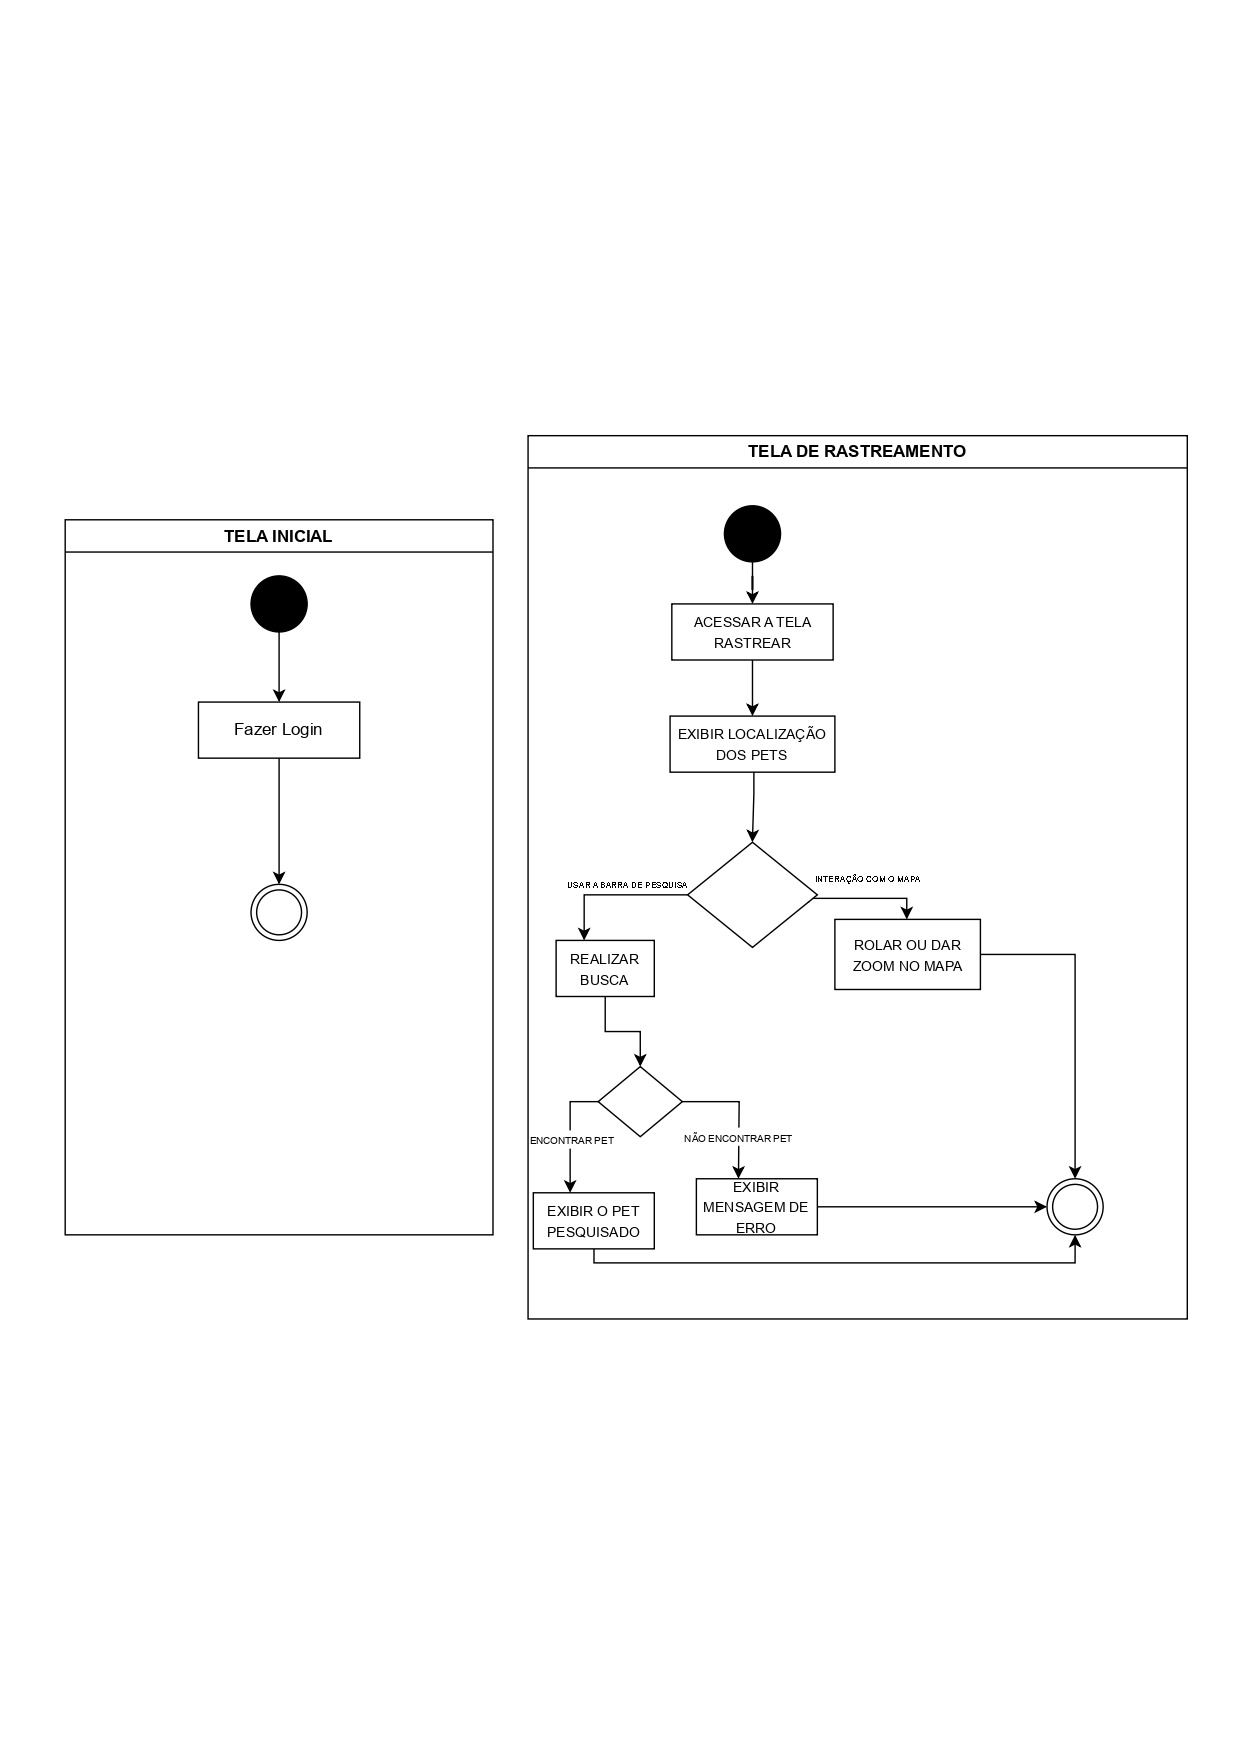 TELA INICIAL
Fazer Login
TELA DE RASTREAMENTO
ACESSAR A TELA
RASTREAR
EXIBIR LOCALIZAÇÃO
DOS PETS
USAR A BARRA DE PESQUISA
INTERAÇÃO COM O MAPA
REALIZAR
BUSCA
ROLAR OU DAR
ZOOM NO MAPA
ENCONTRAR PET
NÃO ENCONTRAR PET
EXIBIR O PET
PESQUISADO
EXIBIR
MENSAGEM DE
ERRO